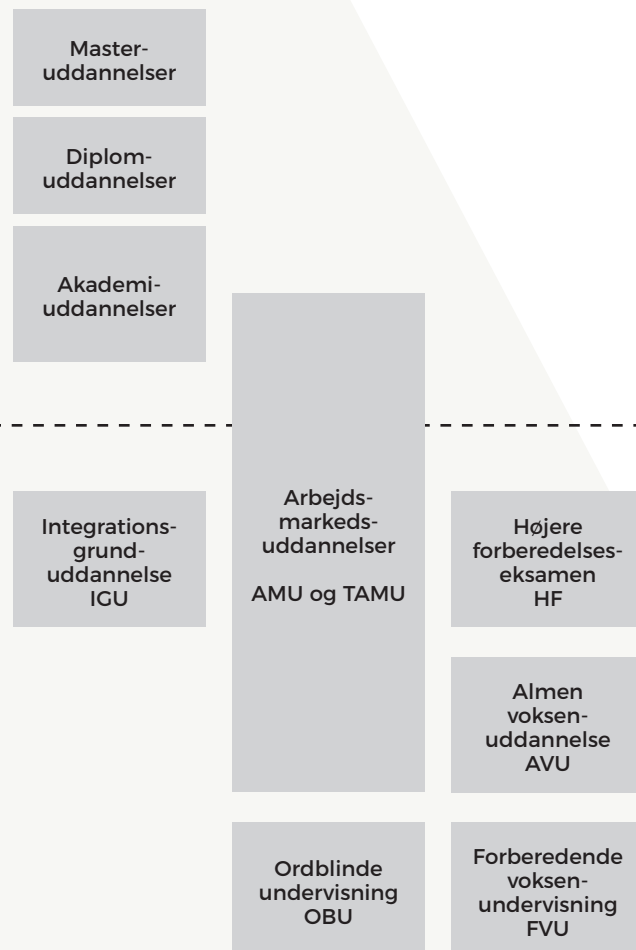 Master-
uddannelser
Diplom-
uddannelser
Akademi-
uddannelser
Integrations-
grund-
uddannelse
IGU
Arbejds-
markeds-
uddannelser
AMU og TAMU
Højere
forberedelses-
eksamen
HF
Almen
voksen-
uddannelse
AVU
Ordblinde
undervisning
OBU
Forberedende
voksen-
undervisning
FVU